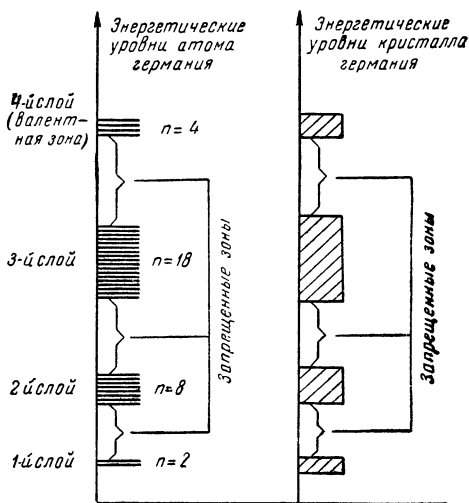 Энергетические
уровни атома
германия
Энергетические
уровни кристалла
германия
4-й слой
(валент-
ная зона)
n=4
3-й слой
n=18
2й слой
n=8
1-й слой
n=2
Запрещенные зоны
Запрещенные зоны